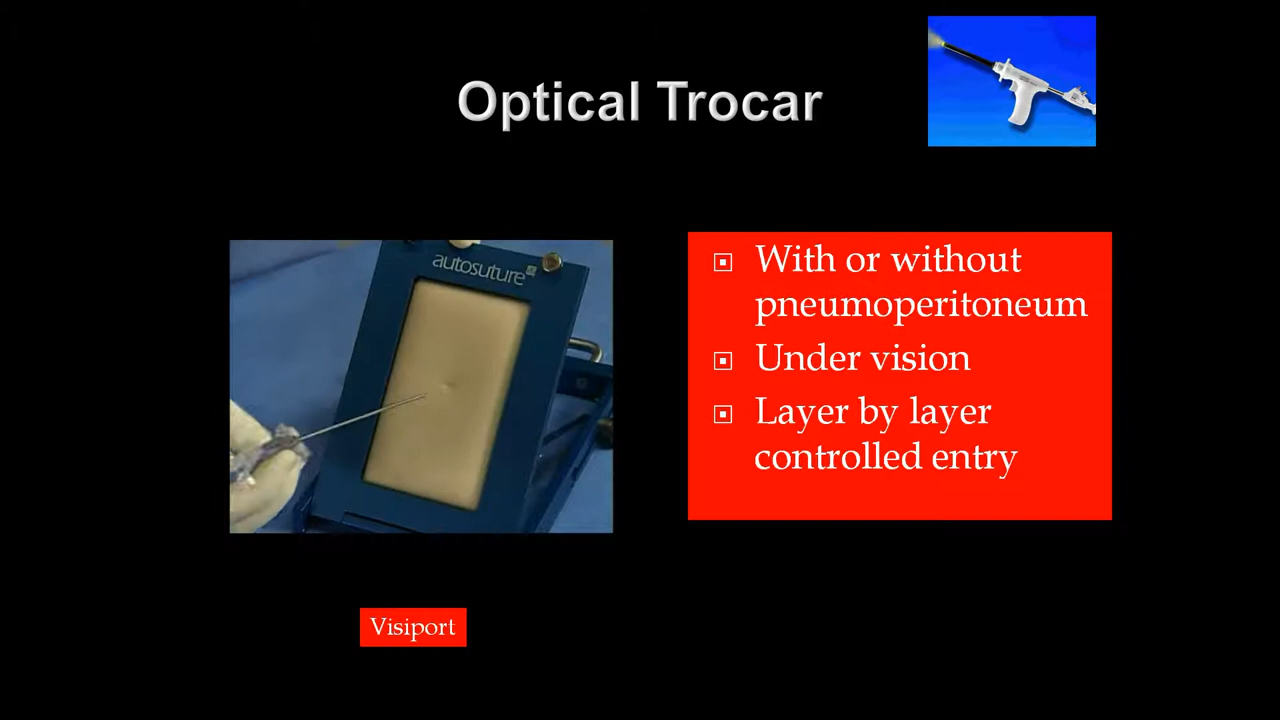 Optical Trocar
autosuture
With or without
pneumoperitoneum
Under vision
Layer by layer
controlled entry
Visiport